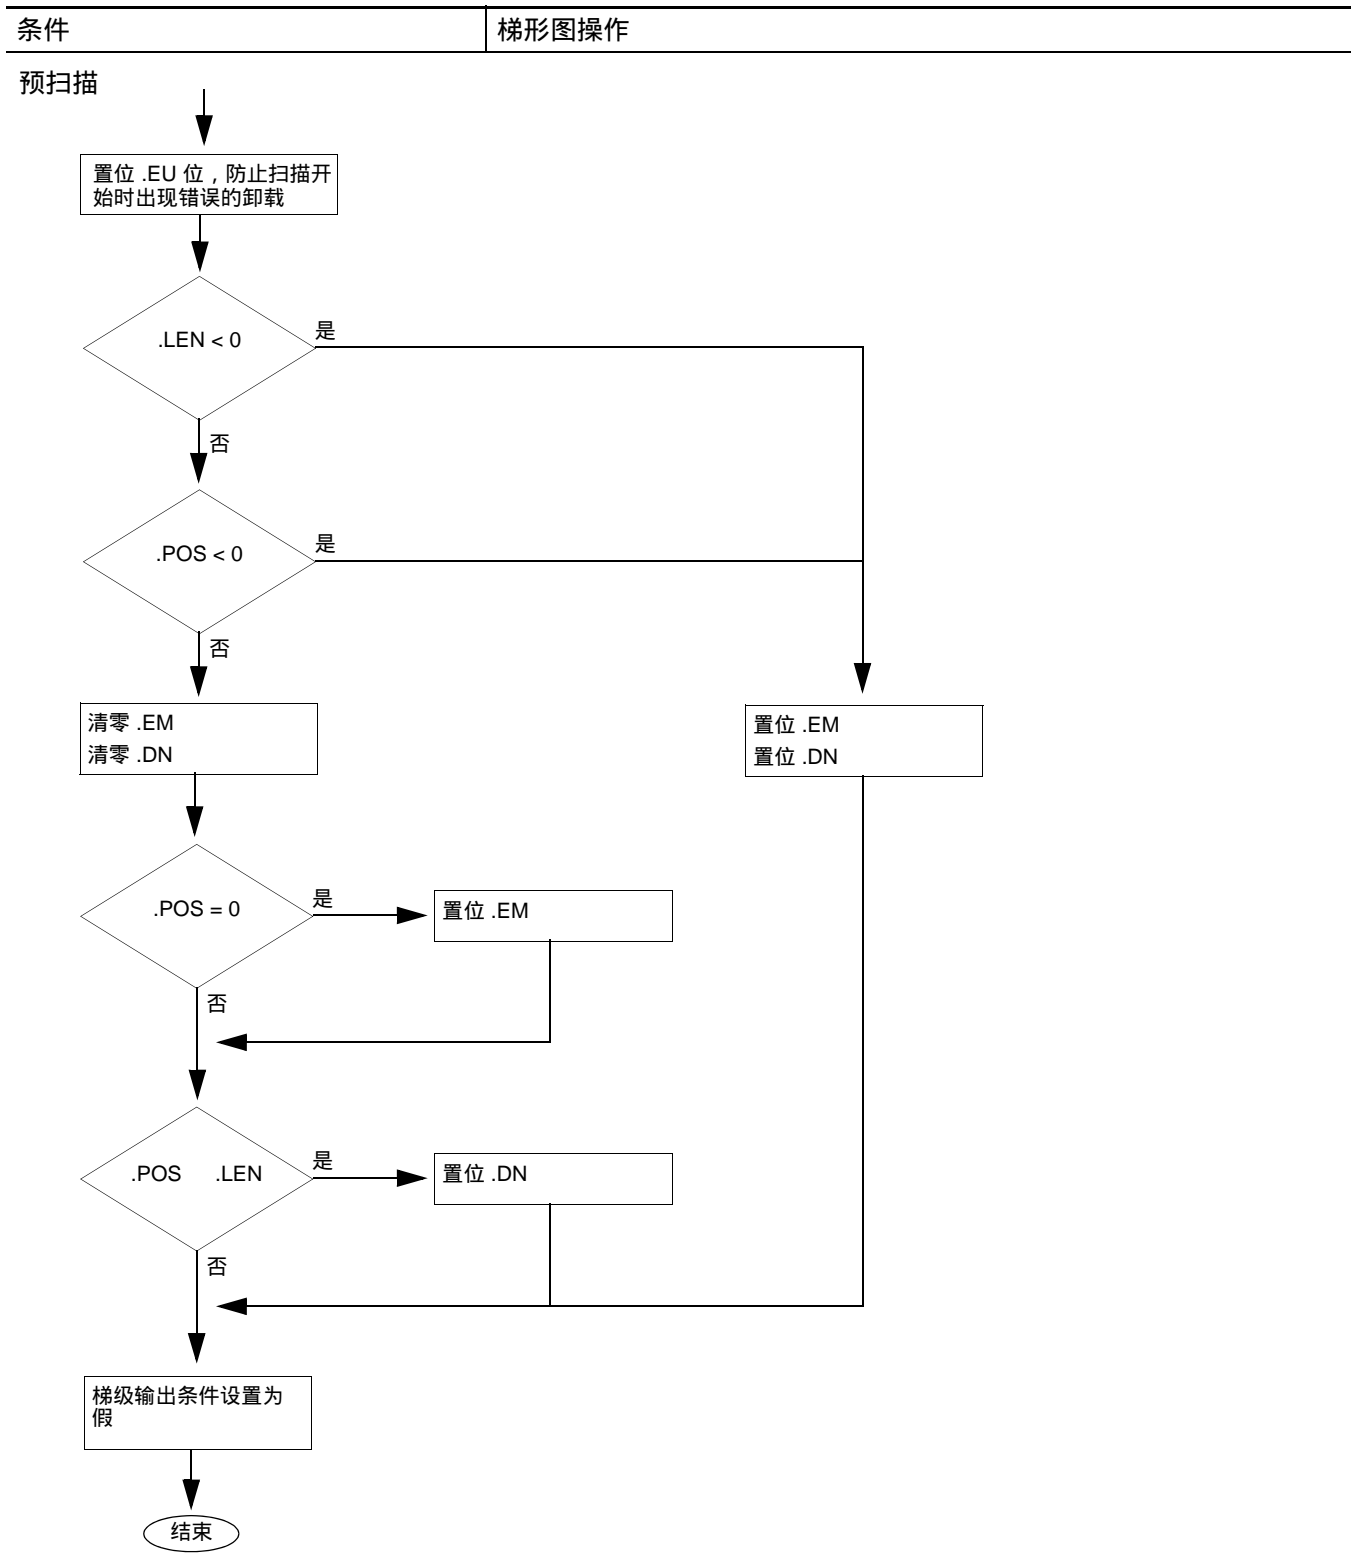 条件 梯形图操作
预扫描
置位 .EU 位，防止扫描开
始时出现错误的卸载
.LEN < 0
是
否
.POS < 0
是
否
清零 .EM
清零 .DN
置位 .EM
置位 .DN
.POS = 0
是
置位 .EM
否
.POS .LEN
是
置位 .DN
否
梯级输出条件设置为
假
结束